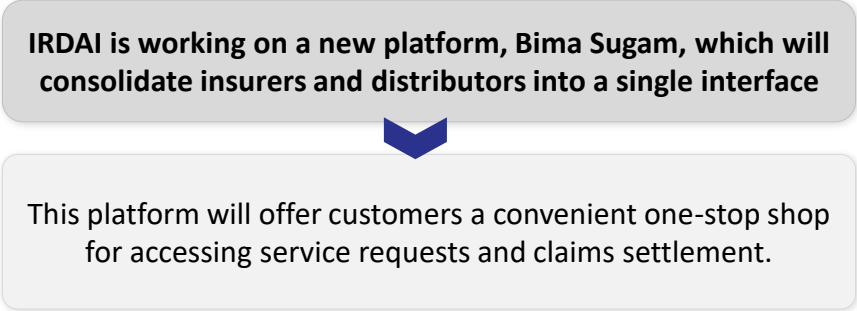 IRDAI is working on a new platform, Bima Sugam, which will
consolidate insurers and distributors into a single interface
This platform will offer customers a convenient one-stop shop
for accessing service requests and claims settlement.